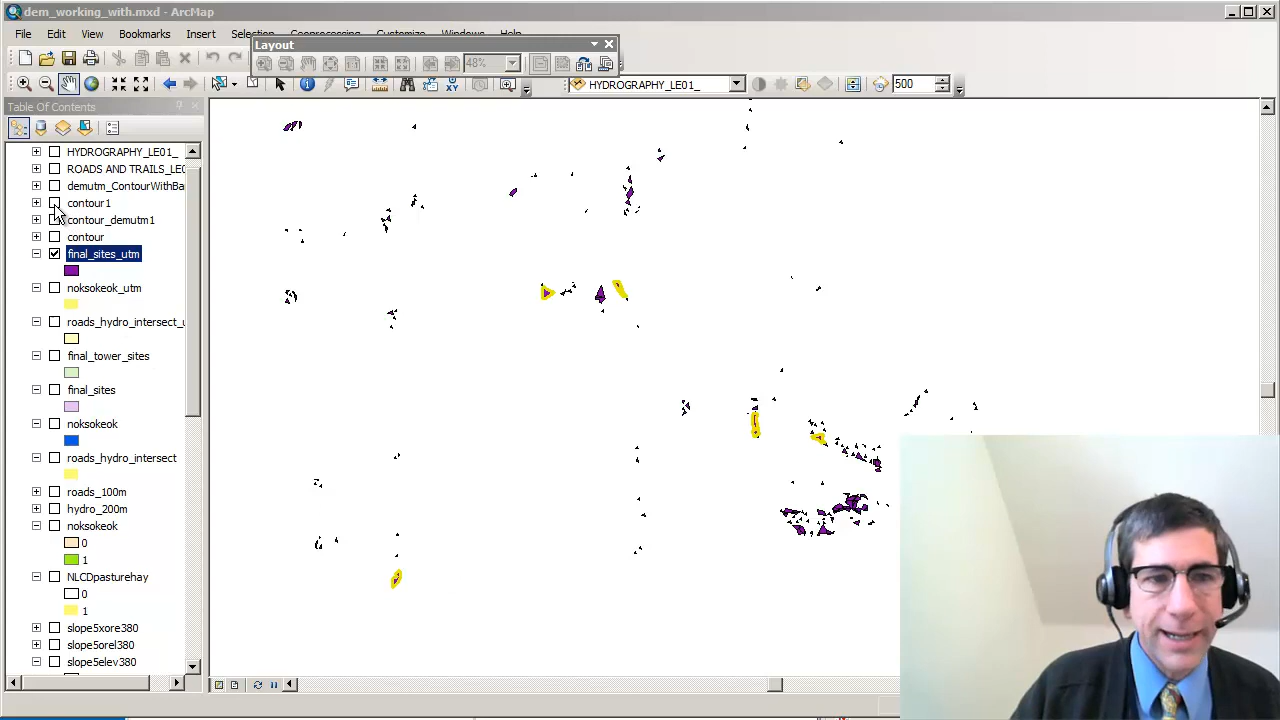 dem_working_with.mxd - ArcMap
File Edit View Bookmarks Insert
Layout
48%
HYDROGRAPHY_LE01_
500
Table Of Contents
HYDROGRAPHY_LE01_
ROADS AND TRAILS_LE0
demutm_ContourWithBa
contour1
contour_demutm1
contour
final_sites_utm
noksokeok_utm
roads_hydro_intersect_u
final_tower_sites
final_sites
noksokeok
roads_hydro_intersect
roads_100m
hydro_200m
noksokeok
0
1
NLCDpasturehay
0
1
slope5xore380
slope5orel380
slope5elev380